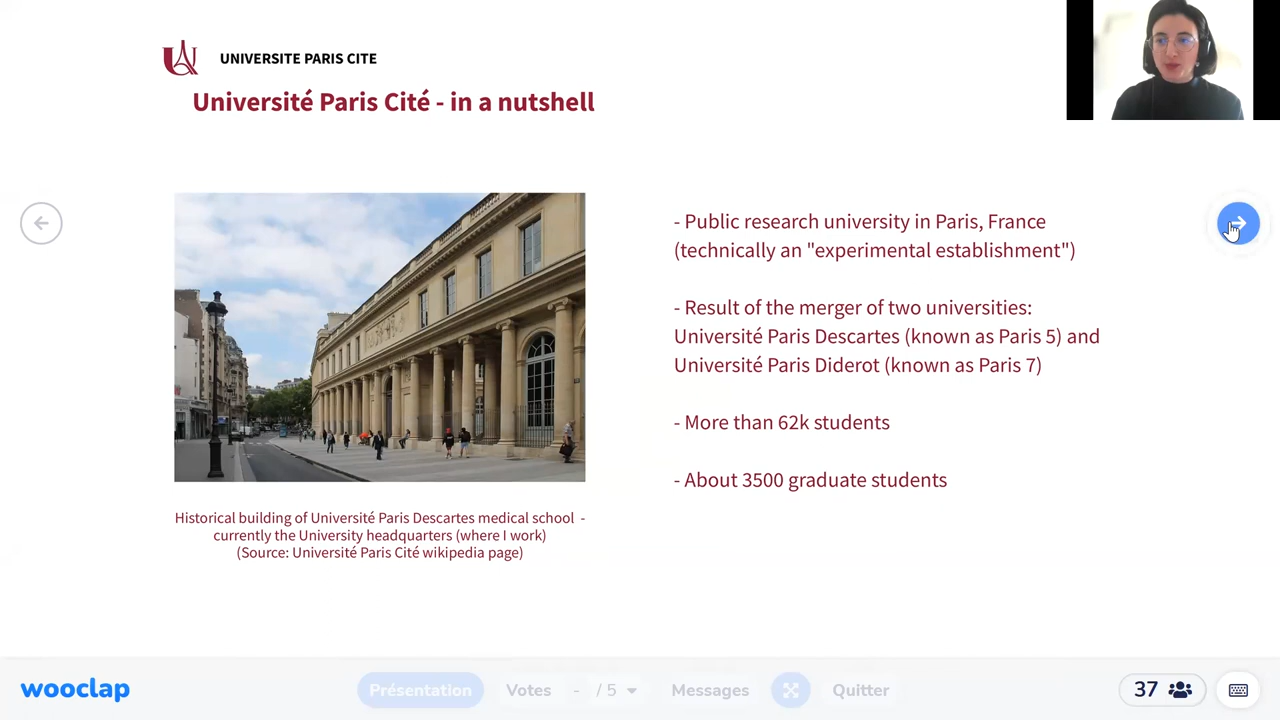 UNIVERSITE PARIS CITE
Université Paris Cité - in a nutshell
- Public research university in Paris, France
(technically an "experimental establishment")
- Result of the merger of two universities:
Université Paris Descartes (known as Paris 5) and
Université Paris Diderot (known as Paris 7)
- More than 62k students
- About 3500 graduate students
Historical building of Université Paris Descartes medical school -
currently the University headquarters (where I work)
(Source: Université Paris Cité wikipedia page)
wooclap
Présentation
Votes
- / 5
Messages
Quitter
37